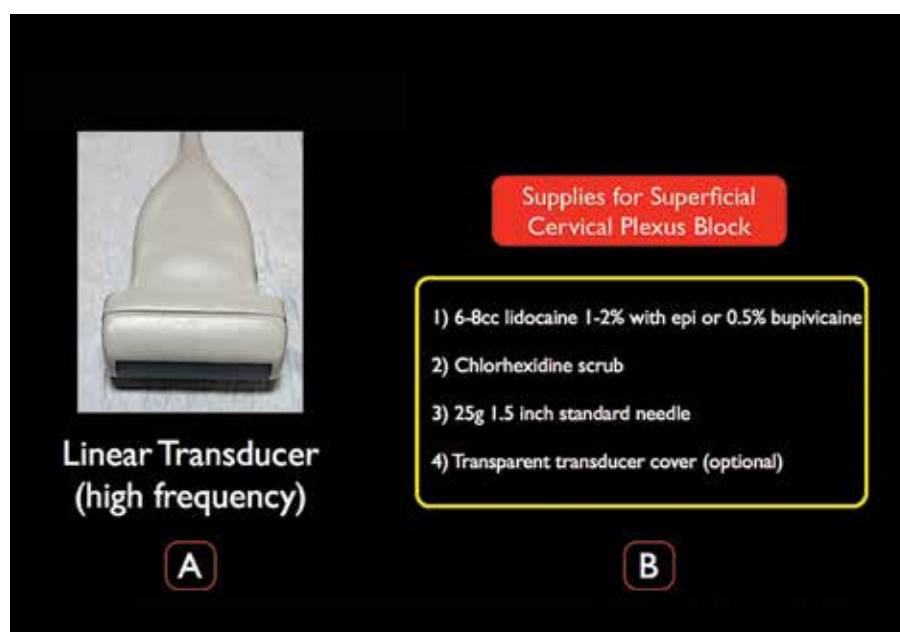 Linear Transducer
(high frequency)
A
Supplies for Superficial
Cervical Plexus Block
1) 6-8cc lidocaine 1-2% with epi or 0.5% bupivicaine
2) Chlorhexidine scrub
3) 25g 1.5 inch standard needle
4) Transparent transducer cover (optional)
B